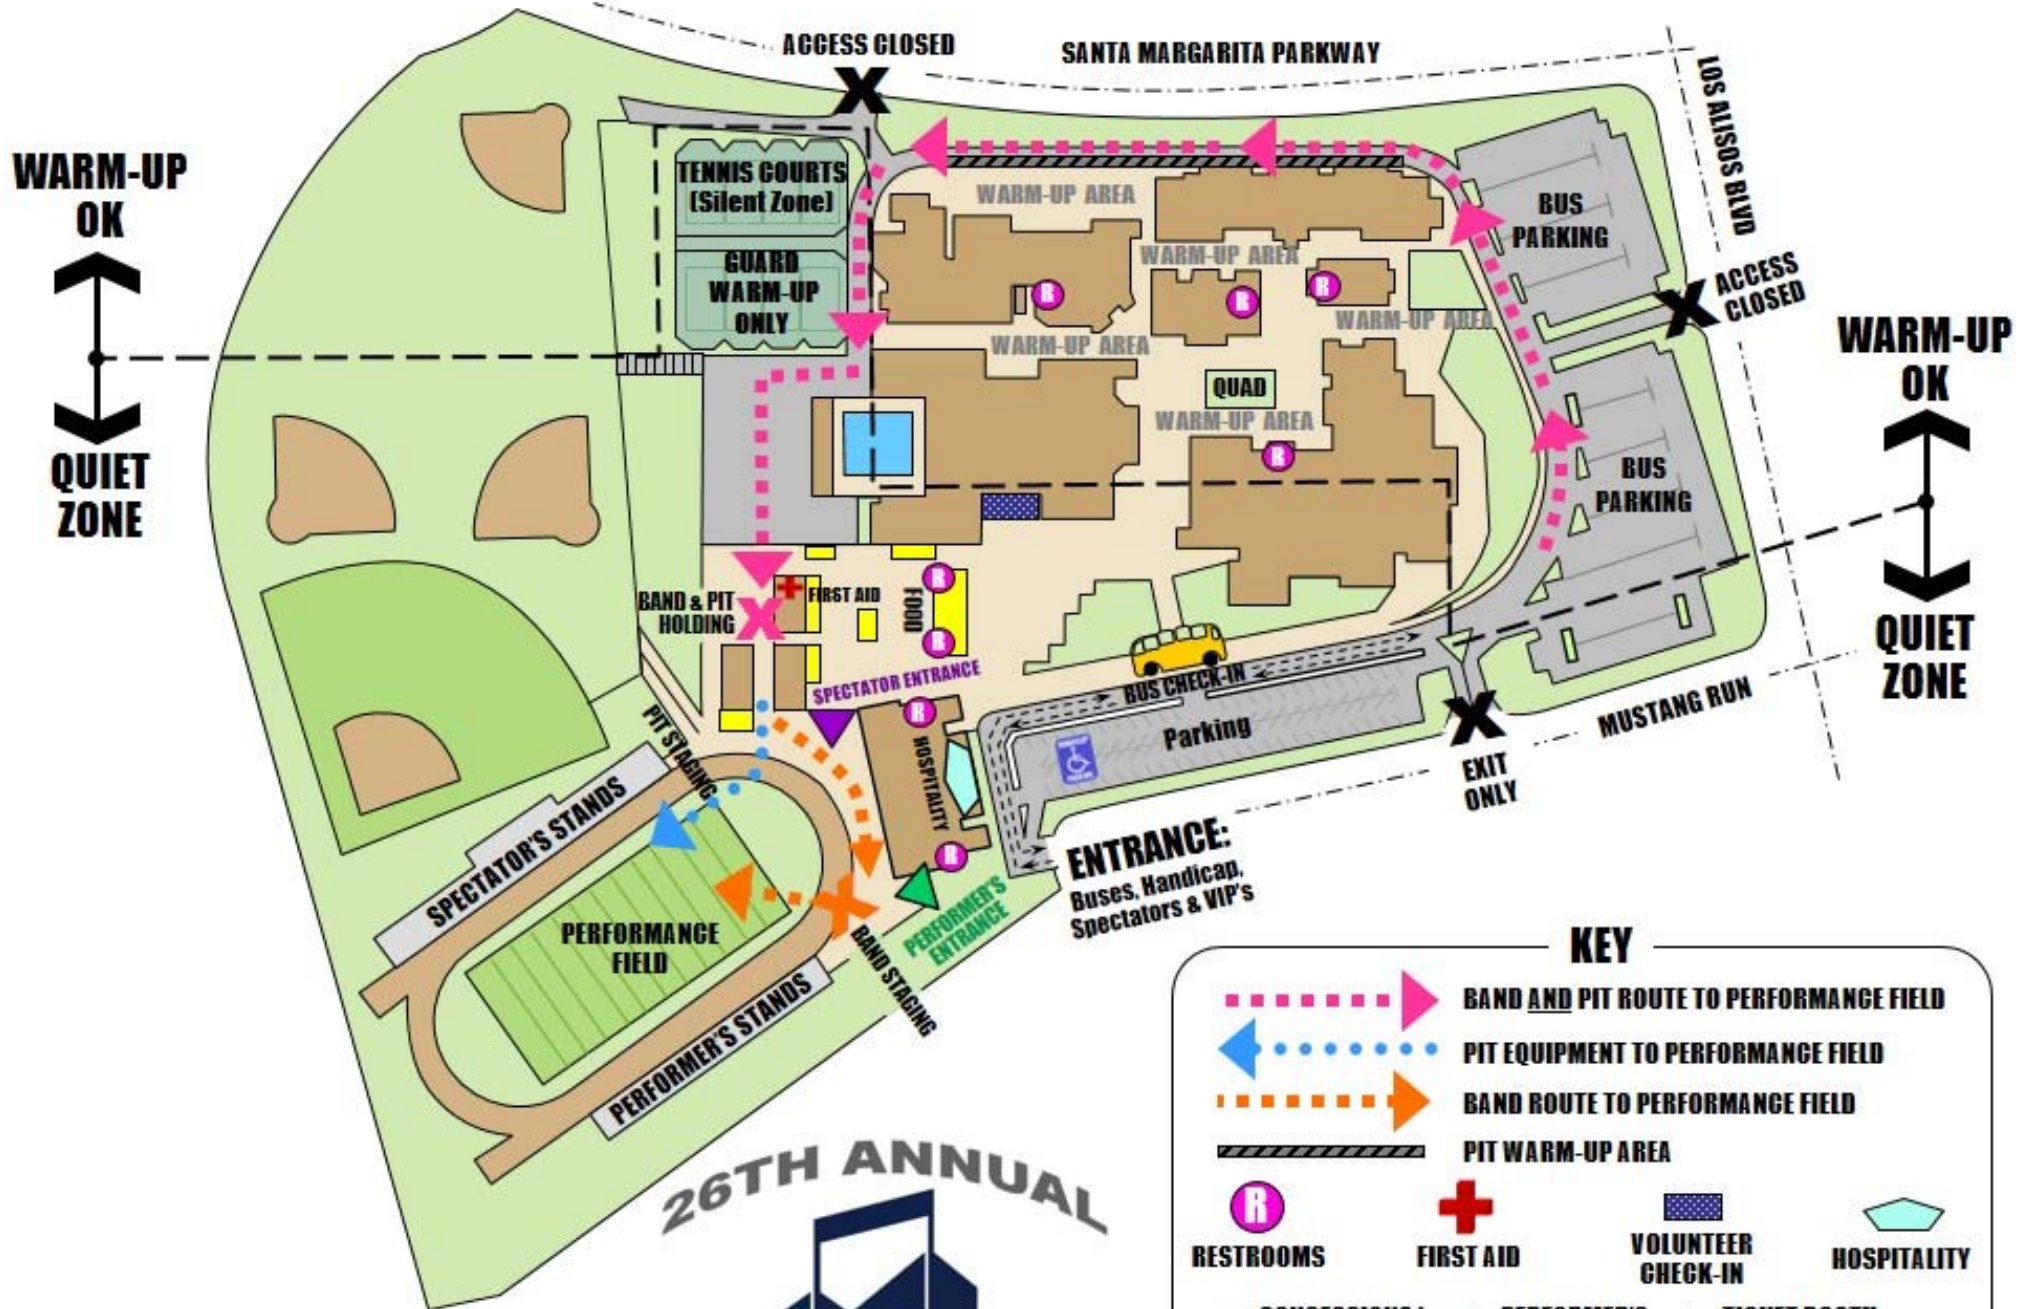 ACCESS CLOSED
SANTA MARGARITA PARKWAY
LOS ALISOS BLVD
WARM-UP
OK
QUIET
ZONE
TENNIS COURTS
(Silent Zone)
GUARD
WARM-UP
ONLY
WARM-UP AREA
WARM-UP AREA
WARM-UP AREA
WARM-UP AREA
QUAD
WARM-UP AREA
R
R
R
R
BUS
PARKING
ACCESS
CLOSED
BUS
PARKING
WARM-UP
OK
QUIET
ZONE
BAND & PIT
HOLDING
FIRST AID
FOOD
R
R
SPECTATOR ENTRANCE
R
HOSPITALITY
R
BUS CHECK-IN
Parking
MUSTANG RUN
EXIT
ONLY
PIT STAGING
SPECTATOR'S STANDS
PERFORMANCE
FIELD
PERFORMER'S STANDS
BAND STAGING
PERFORMER'S
ENTRANCE
ENTRANCE:
Buses, Handicap,
Spectators & VIP's
26TH ANNUAL
KEY
BAND AND PIT ROUTE TO PERFORMANCE FIELD
PIT EQUIPMENT TO PERFORMANCE FIELD
BAND ROUTE TO PERFORMANCE FIELD
PIT WARM-UP AREA
R
RESTROOMS
FIRST AID
VOLUNTEER
CHECK-IN
HOSPITALITY